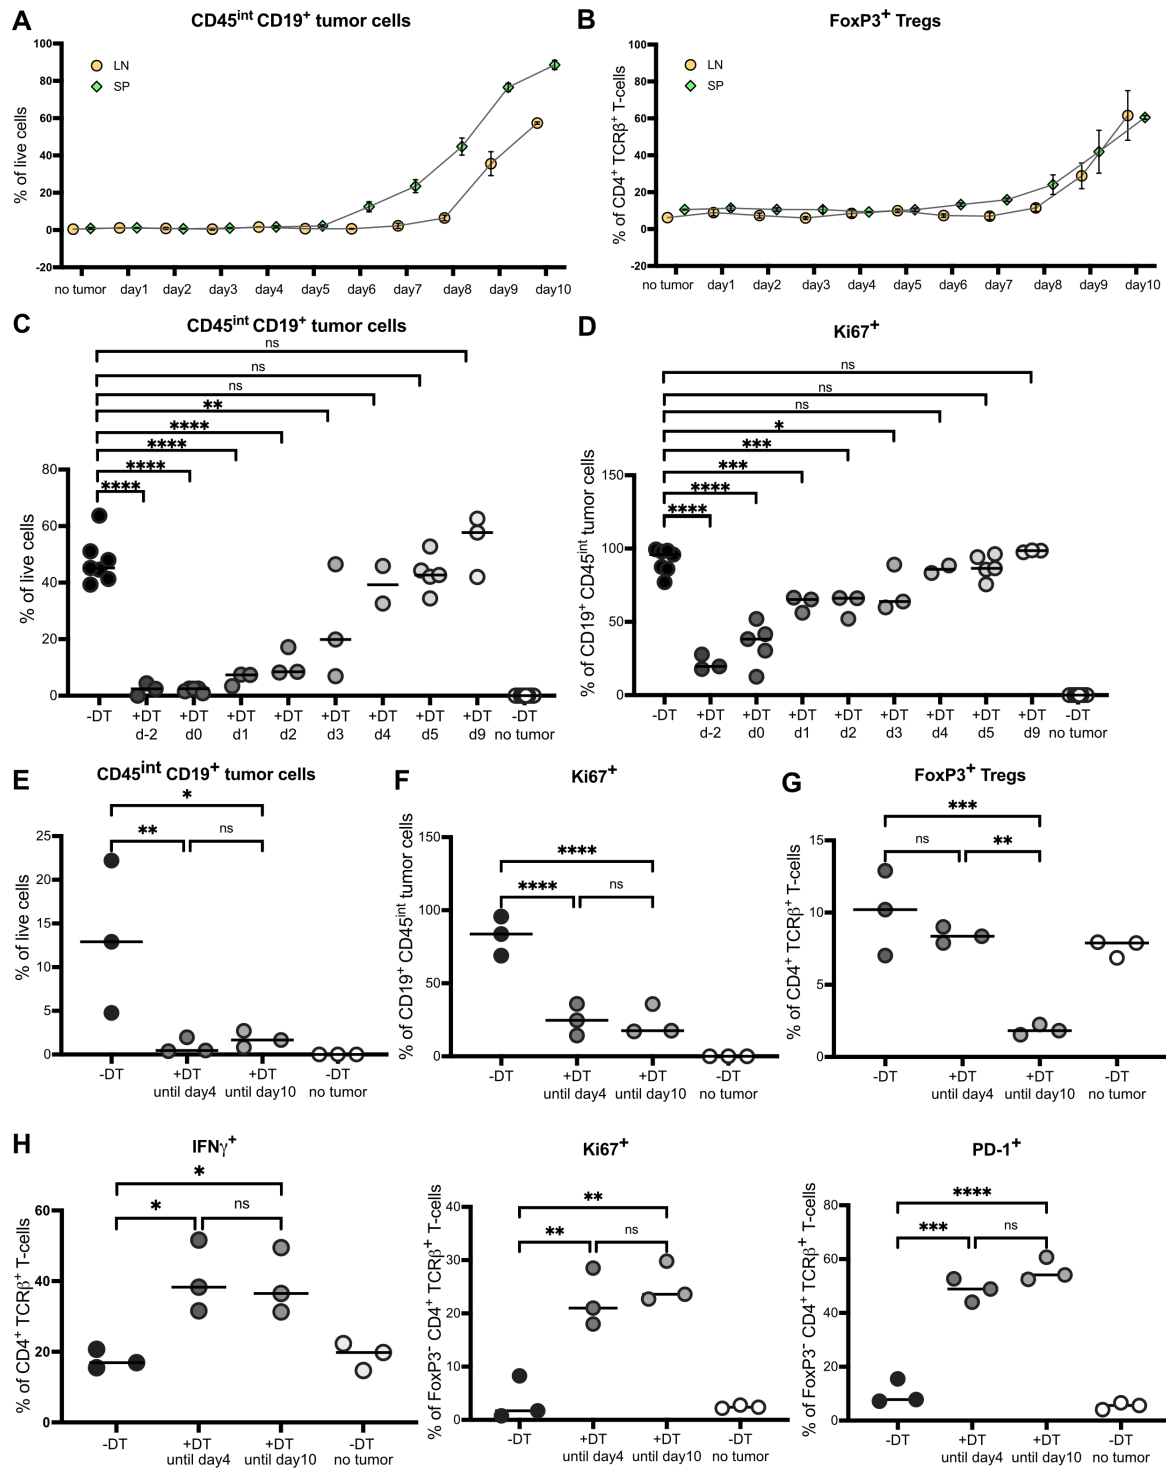 A
CD45int CD19+ tumor cells
% of live cells
100
80
60
40
20
0
-20
LN
SP
no tumor day1 day2 day3 day4 day5 day6 day7 day8 day9 day10
B
FoxP3+ Tregs
% of CD4+ TCRβ+ T-cells
100
80
60
40
20
0
-20
LN
SP
no tumor day1 day2 day3 day4 day5 day6 day7 day8 day9 day10
C
CD45int CD19+ tumor cells
ns
ns
ns
**
****
****
****
****
% of live cells
80
60
40
20
0
-DT +DT +DT +DT +DT +DT +DT +DT +DT -DT
d-2 d0 d1 d2 d3 d4 d5 d9 no tumor
D
Ki67+
ns
ns
ns
*
***
***
****
****
% of CD19+ CD45int tumor cells
150
100
50
0
-DT +DT +DT +DT +DT +DT +DT +DT +DT -DT
d-2 d0 d1 d2 d3 d4 d5 d9 no tumor
E
CD45int CD19+ tumor cells
*
** ns
% of live cells
25
20
15
10
5
0
-DT +DT +DT -DT
until day4 until day10 no tumor
F
Ki67+
****
**** ns
% of CD19+ CD45int tumor cells
150
100
50
0
-DT +DT +DT -DT
until day4 until day10 no tumor
G
FoxP3+ Tregs
***
ns **
% of CD4+ TCRβ+ T-cells
15
10
5
0
-DT +DT +DT -DT
until day4 until day10 no tumor
H
IFNγ+
*
* ns
% of CD4+ TCRβ+ T-cells
60
40
20
0
-DT +DT +DT -DT
until day4 until day10 no tumor
Ki67+
**
** ns
% of FoxP3- CD4+ TCRβ+ T-cells
40
30
20
10
0
-DT +DT +DT -DT
until day4 until day10 no tumor
PD-1+
****
*** ns
% of FoxP3- CD4+ TCRβ+ T-cells
80
60
40
20
0
-DT +DT +DT -DT
until day4 until day10 no tumor